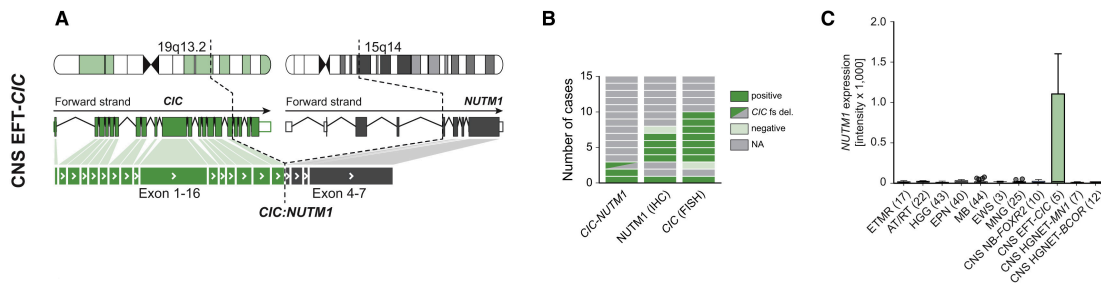 A
CNS EFT-CIC
19q13.2
15q14
Forward strand
CIC
Forward strand
NUTM1
Exon 1-16
Exon 4-7
CIC:NUTM1
B
Number of cases
15
10
5
0
CIC-NUTM1
NUTM1 (IHC)
CIC (FISH)
positive
CIC fs del.
negative
NA
C
NUTM1 expression
[intensity x 1,000]
2.0
1.5
1.0
0.5
0
ETMR (17)
AT/RT (22)
HGG (43)
EPN (40)
MB (44)
EWS (3)
MNG (25)
CNS NB-FOXR2 (10)
CNS EFT-CIC (5)
CNS HGNET-MN1 (7)
CNS HGNET-BCOR (12)